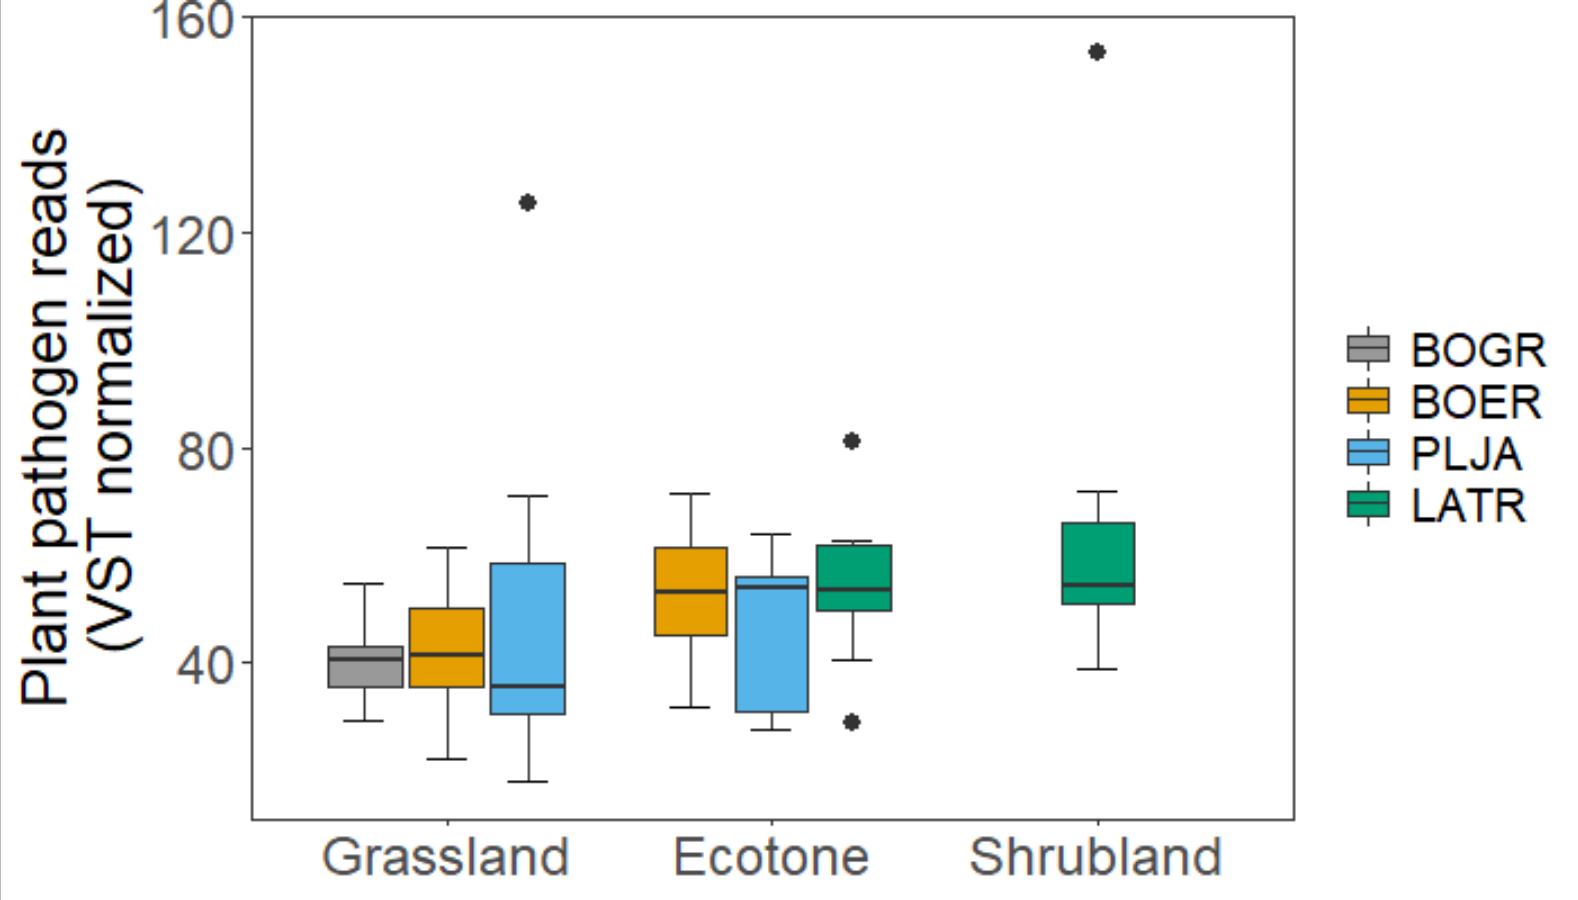 Plant pathogen reads
(VST normalized)
160
120
80
40
Grassland
Ecotone
Shrubland
BOGR
BOER
PLJA
LATR